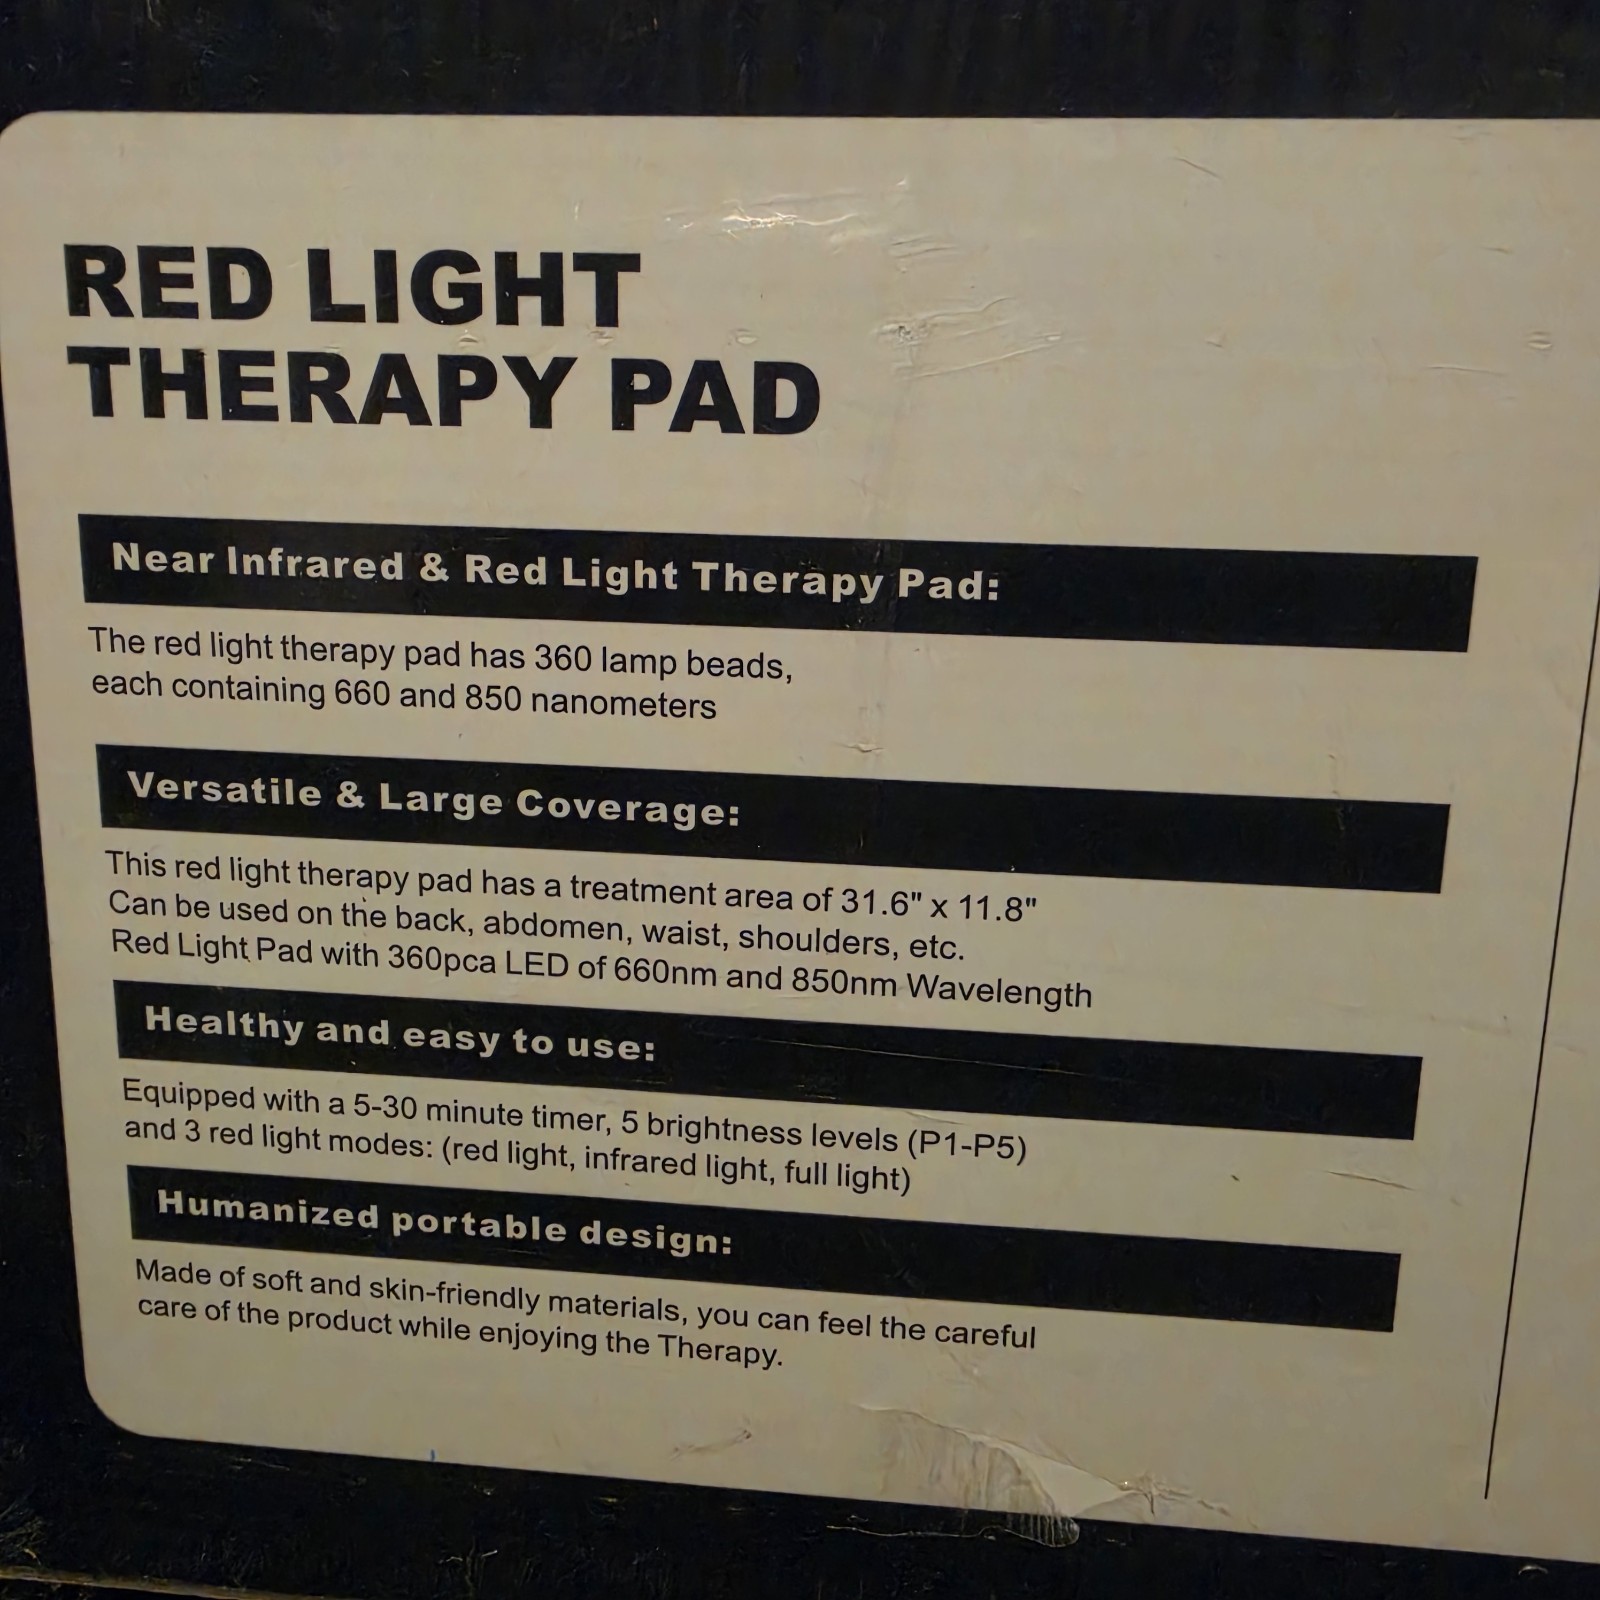 RED LIGHT
THERAPY PAD
Near Infrared & Red Light Therapy Pad:
The red light therapy pad has 360 lamp beads,
each containing 660 and 850 nanometers
Versatile & Large Coverage:
This red light therapy pad has a treatment area of 31.6" x 11.8"
Can be used on the back, abdomen, waist, shoulders, etc.
Red Light Pad with 360pca LED of 660nm and 850nm Wavelength
Healthy and easy to use:
Equipped with a 5-30 minute timer, 5 brightness levels (P1-P5)
and 3 red light modes: (red light, infrared light, full light)
Humanized portable design:
Made of soft and skin-friendly materials, you can feel the careful
care of the product while enjoying the Therapy.